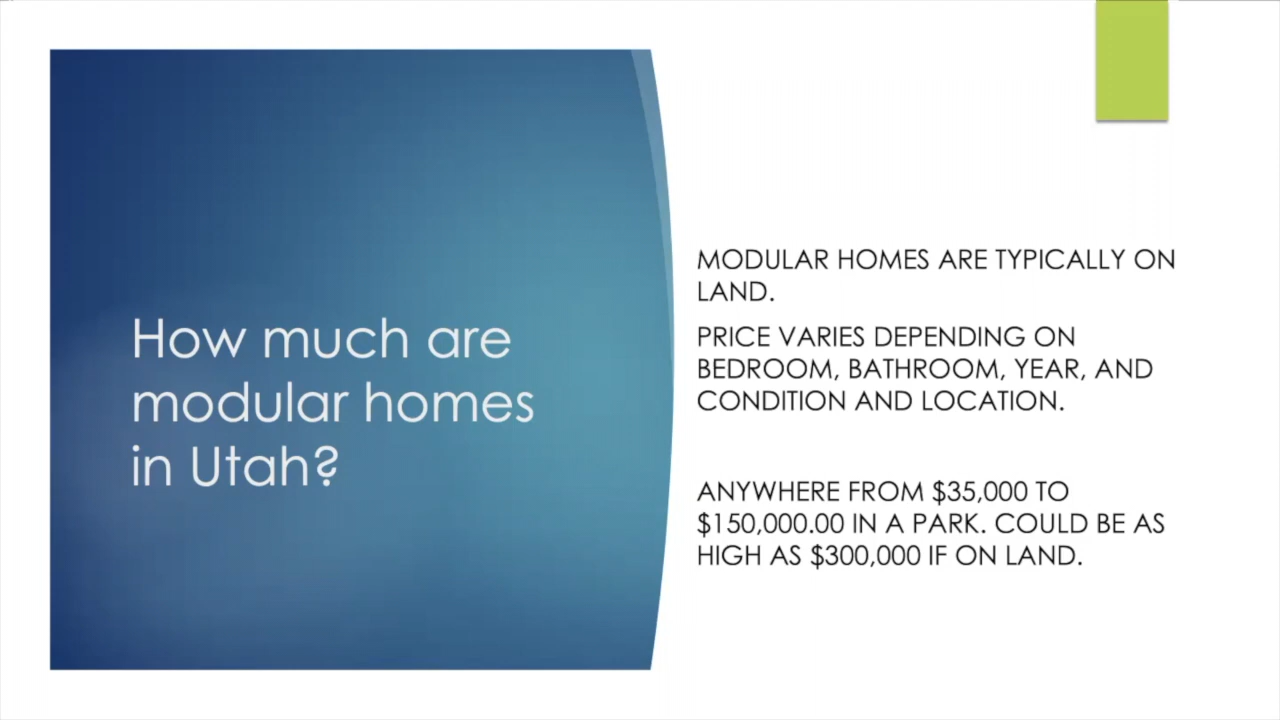 How much are
modular homes
in Utah?
MODULAR HOMES ARE TYPICALLY ON
LAND.
PRICE VARIES DEPENDING ON
BEDROOM, BATHROOM, YEAR, AND
CONDITION AND LOCATION.
ANYWHERE FROM $35,000 TO
$150,000.00 IN A PARK. COULD BE AS
HIGH AS $300,000 IF ON LAND.